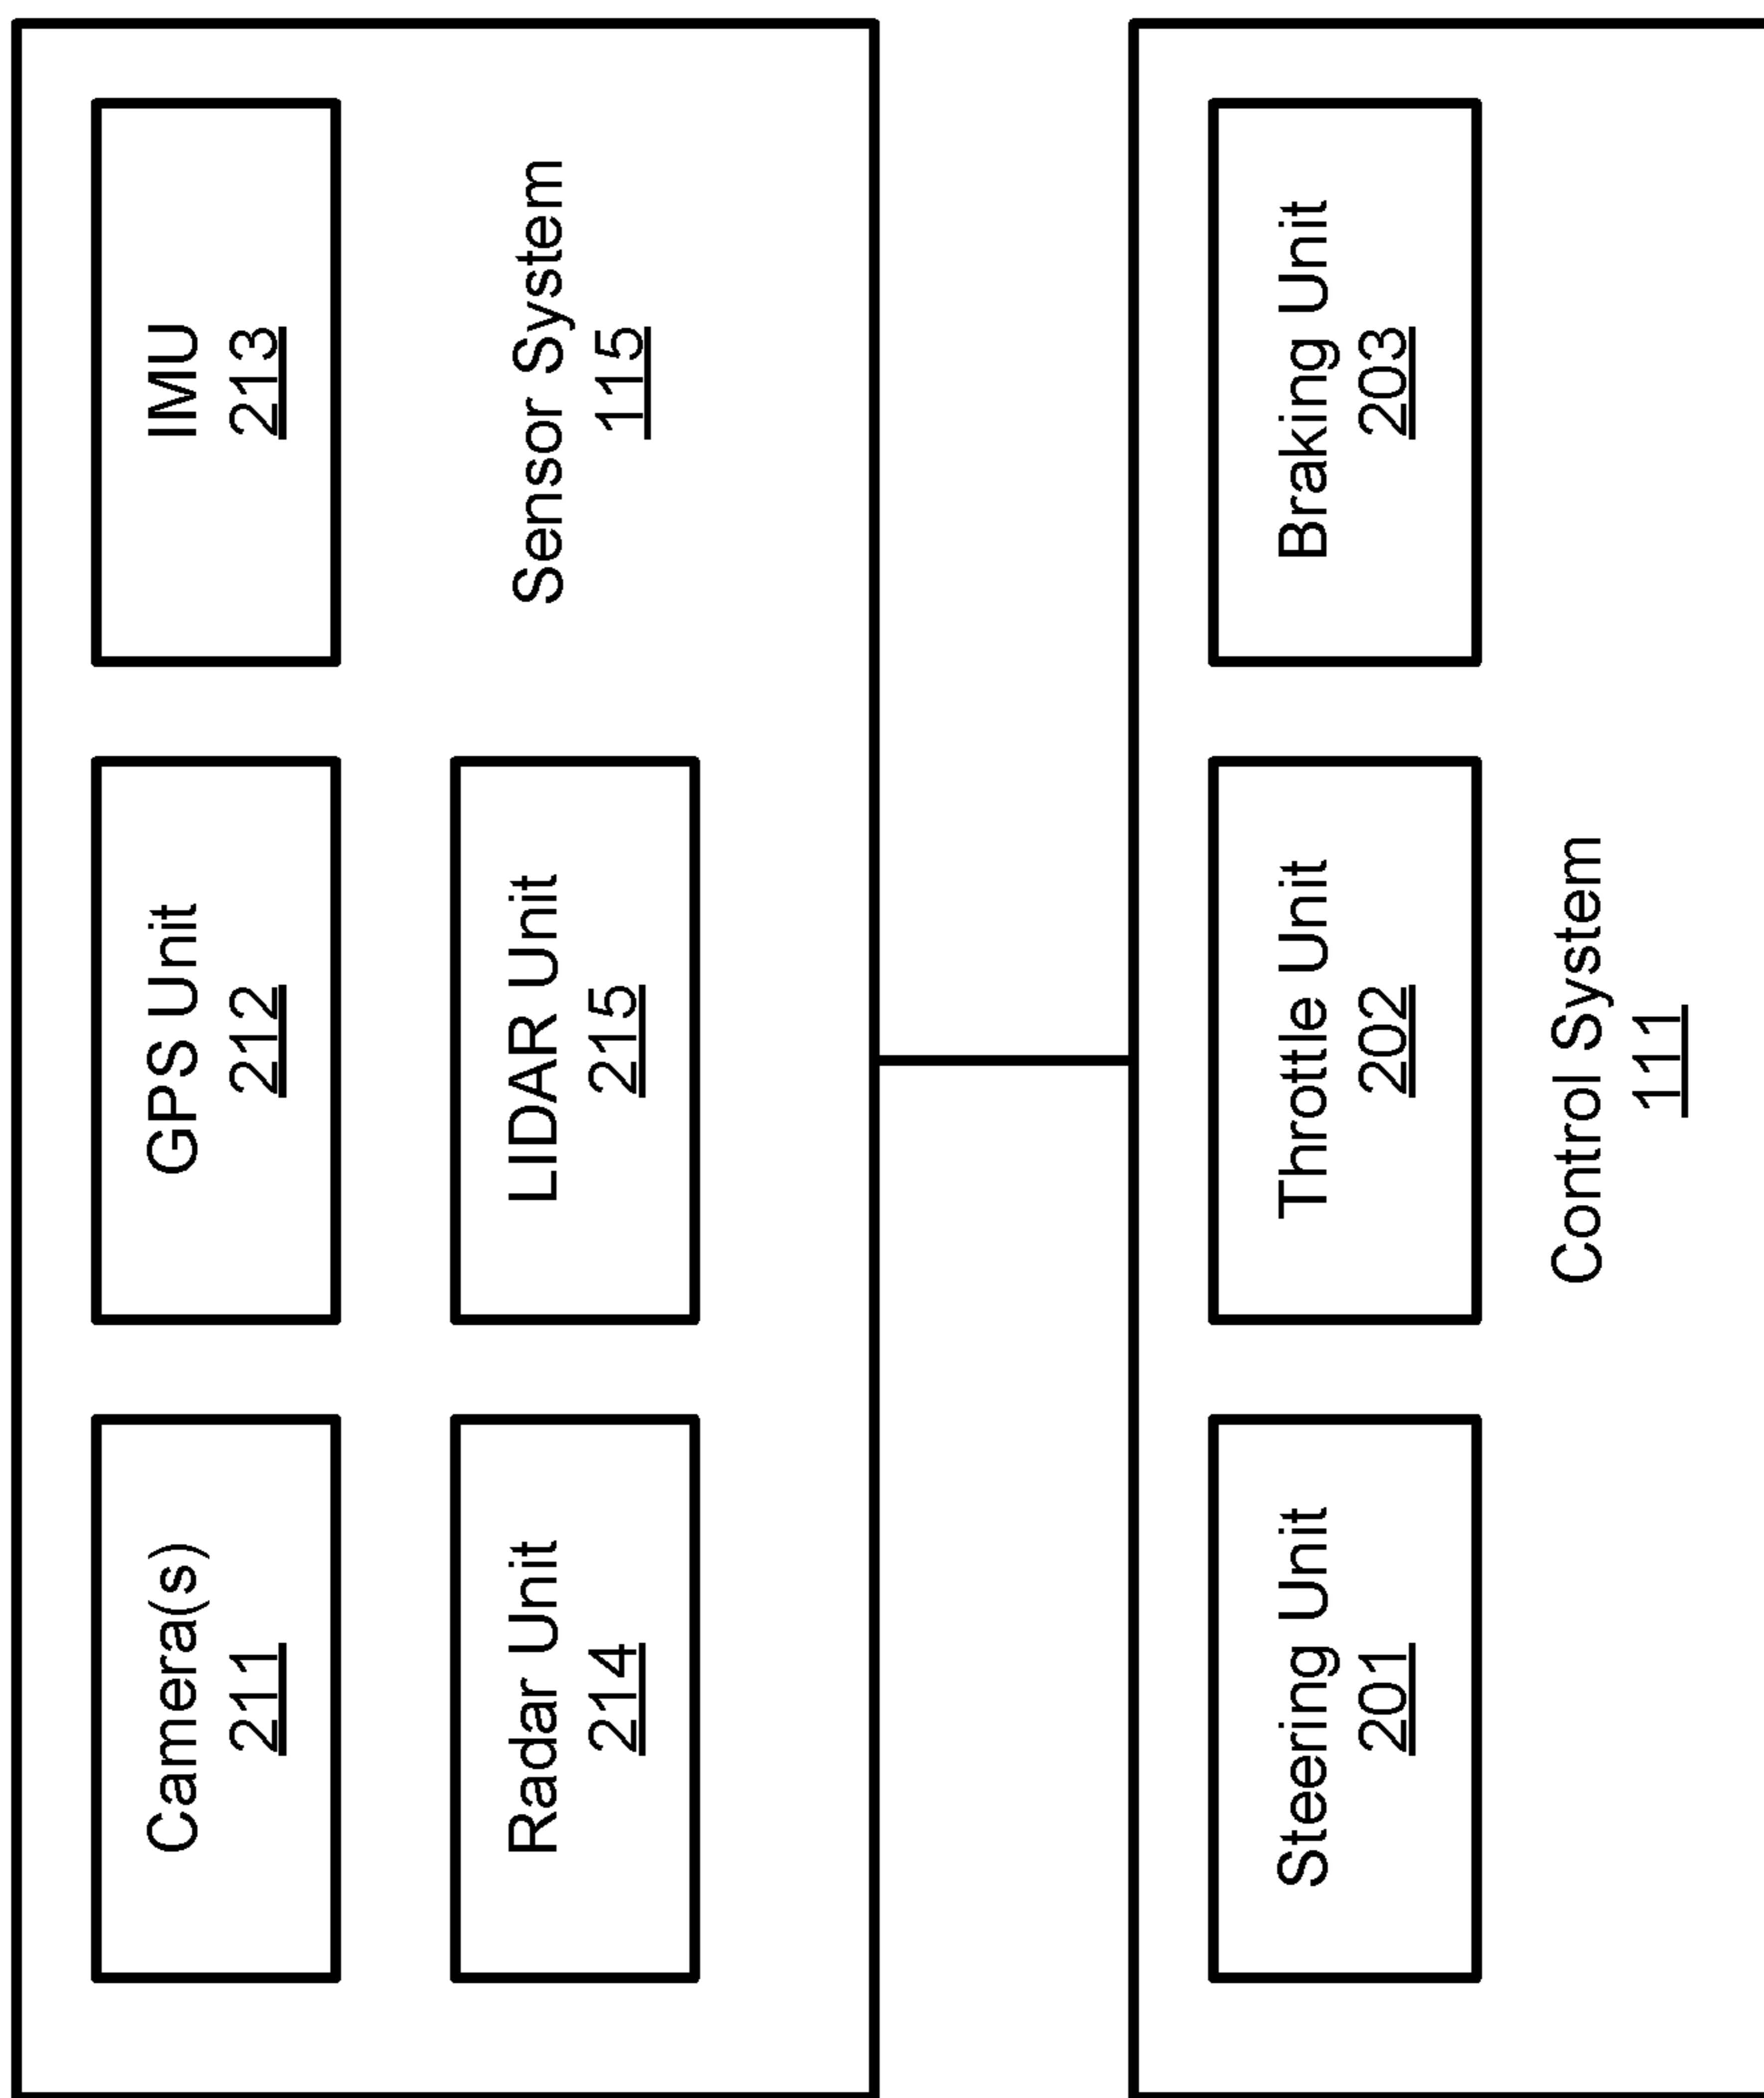 Camera(s)
211
GPS Unit
212
IMU
213
Radar Unit
214
LIDAR Unit
215
Sensor System
115
Steering Unit
201
Throttle Unit
202
Braking Unit
203
Control System
111